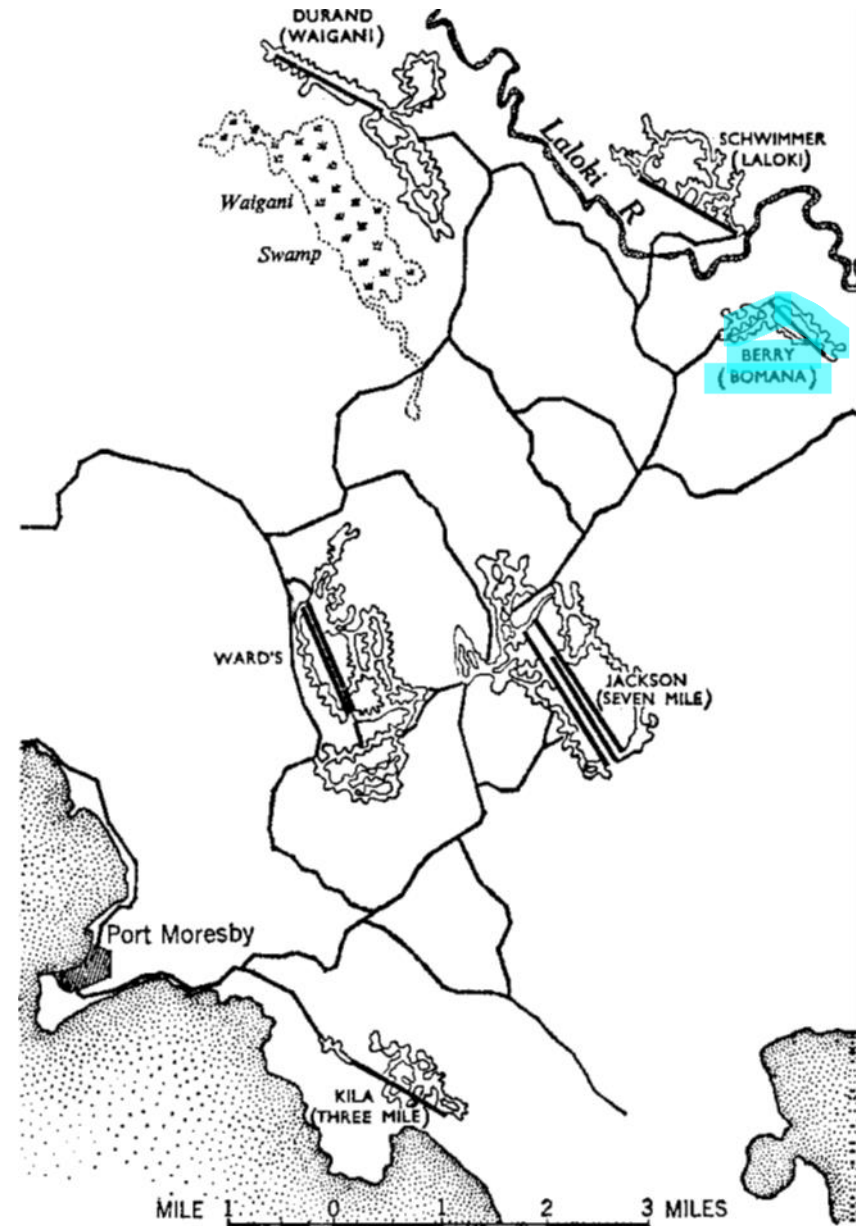 DURAND
(WAIGANI)
Laloki R
SCHWIMMER
(LALOKI)
Waigani
Swamp
BERRY
(BOMANA)
WARD'S
JACKSON
(SEVEN MILE)
Port Moresby
KILA
(THREE MILE)
MILE 1 0 1 2 3 MILES